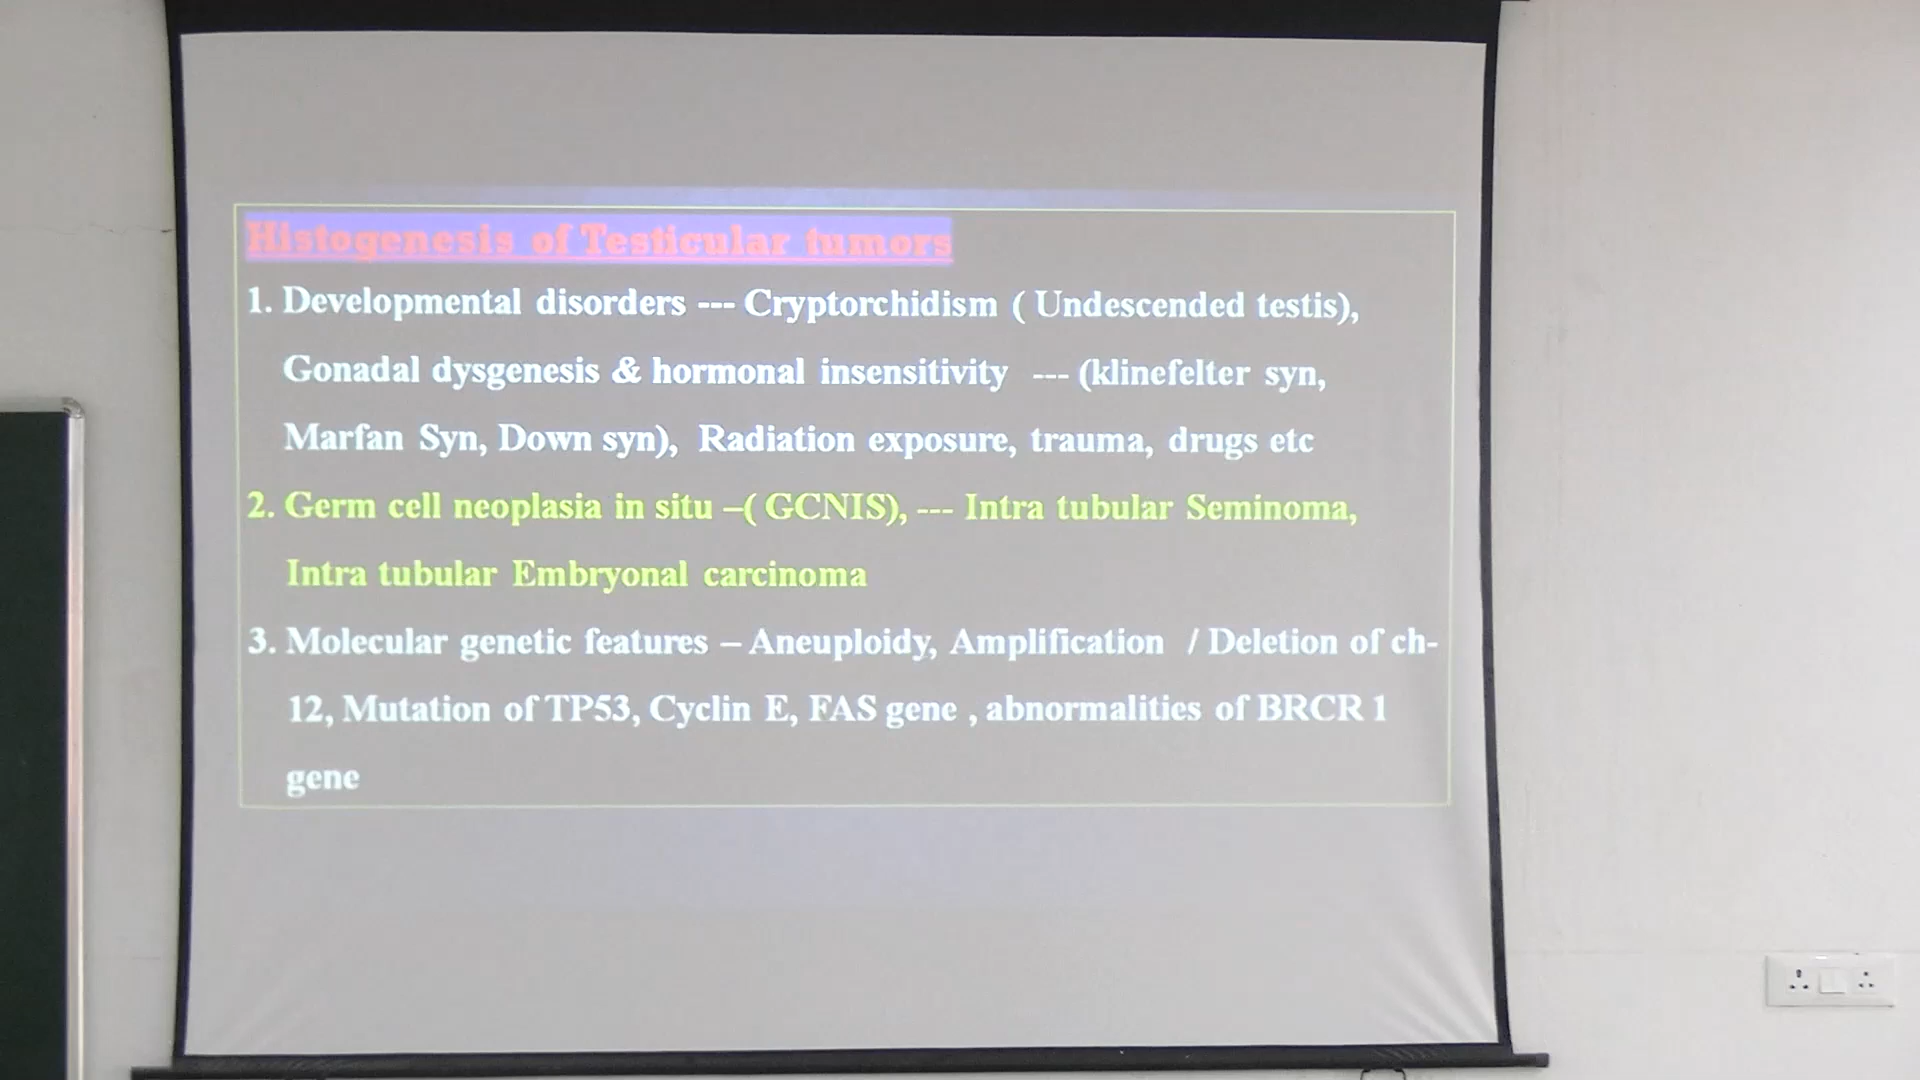 Histogenesis of Testicular tumors
1. Developmental disorders --- Cryptorchidism ( Undescended testis),
Gonadal dysgenesis & hormonal insensitivity --- (klinefelter syn,
Marfan Syn, Down syn), Radiation exposure, trauma, drugs etc
2. Germ cell neoplasia in situ –( GCNIS), --- Intra tubular Seminoma,
Intra tubular Embryonal carcinoma
3. Molecular genetic features – Aneuploidy, Amplification / Deletion of ch-
12, Mutation of TP53, Cyclin E, FAS gene , abnormalities of BRCR 1
gene